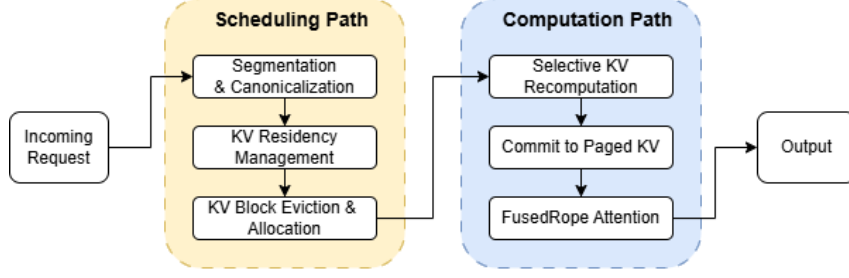 Scheduling Path
Computation Path
Incoming
Request
Segmentation
& Canonicalization
KV Residency
Management
KV Block Eviction &
Allocation
Selective KV
Recomputation
Commit to Paged KV
FusedRope Attention
Output